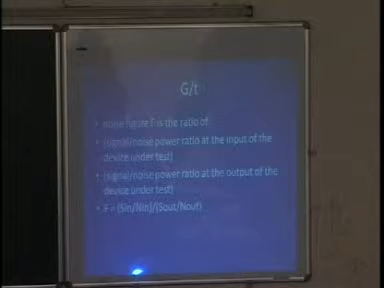 G/t
• noise figure F is the ratio of
• (signal)/noise power ratio at the input of the
device under test)
• (signal/noise power ratio at the output of the
device under test)
• F = (Sin/Nin)/(Sout/Nout)